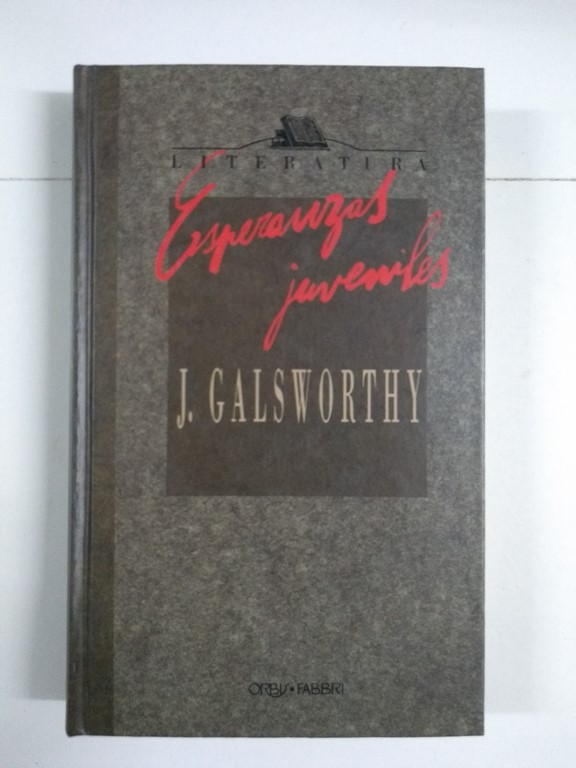 LITERATURA
Esperanzas
juveniles
J. GALSWORTHY
ORBIS • FABBRI